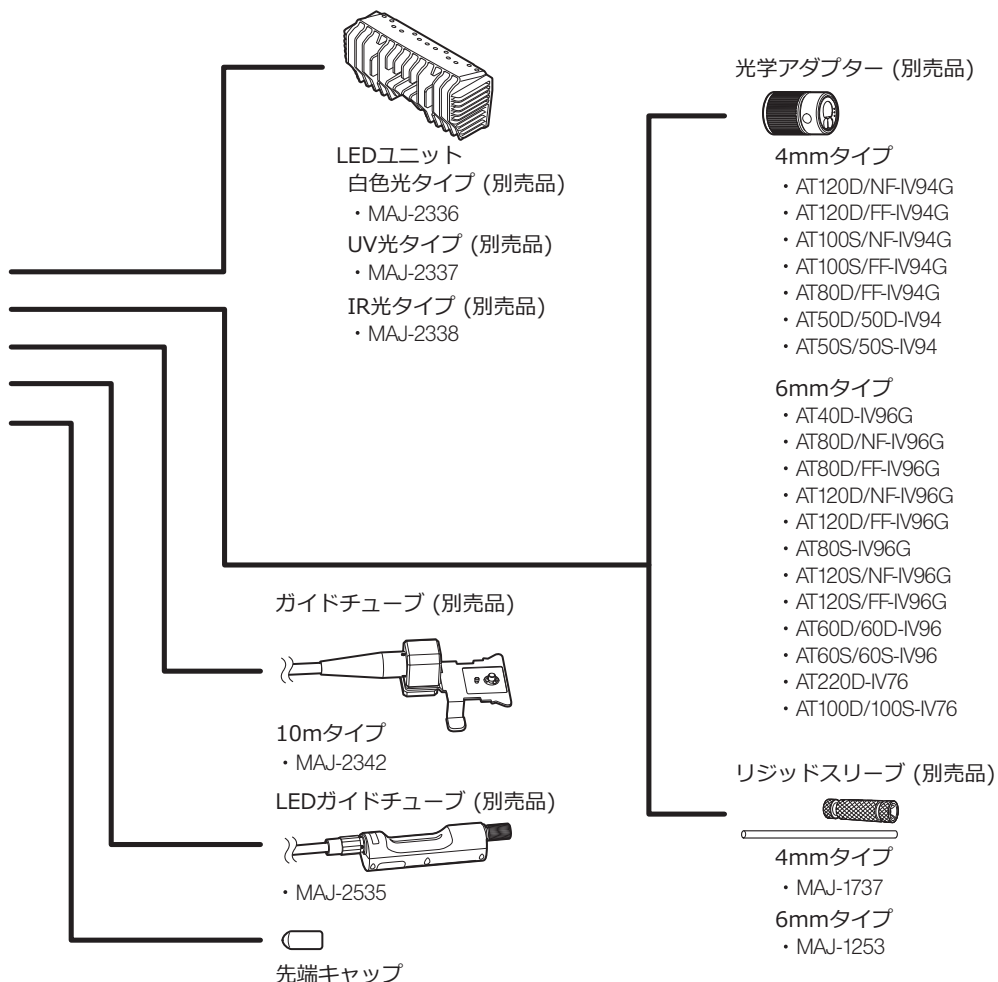 LEDユニット
白色光タイプ (別売品)
・MAJ-2336
UV光タイプ (別売品)
・MAJ-2337
IR光タイプ (別売品)
・MAJ-2338
ガイドチューブ (別売品)
10mタイプ
・MAJ-2342
LEDガイドチューブ (別売品)
・MAJ-2535
先端キャップ
光学アダプター (別売品)
4mmタイプ
・AT120D/NF-IV94G
・AT120D/FF-IV94G
・AT100S/NF-IV94G
・AT100S/FF-IV94G
・AT80D/FF-IV94G
・AT50D/50D-IV94
・AT50S/50S-IV94
6mmタイプ
・AT40D-IV96G
・AT80D/NF-IV96G
・AT80D/FF-IV96G
・AT120D/NF-IV96G
・AT120D/FF-IV96G
・AT80S-IV96G
・AT120S/NF-IV96G
・AT120S/FF-IV96G
・AT60D/60D-IV96
・AT60S/60S-IV96
・AT220D-IV76
・AT100D/100S-IV76
リジッドスリーブ (別売品)
4mmタイプ
・MAJ-1737
6mmタイプ
・MAJ-1253